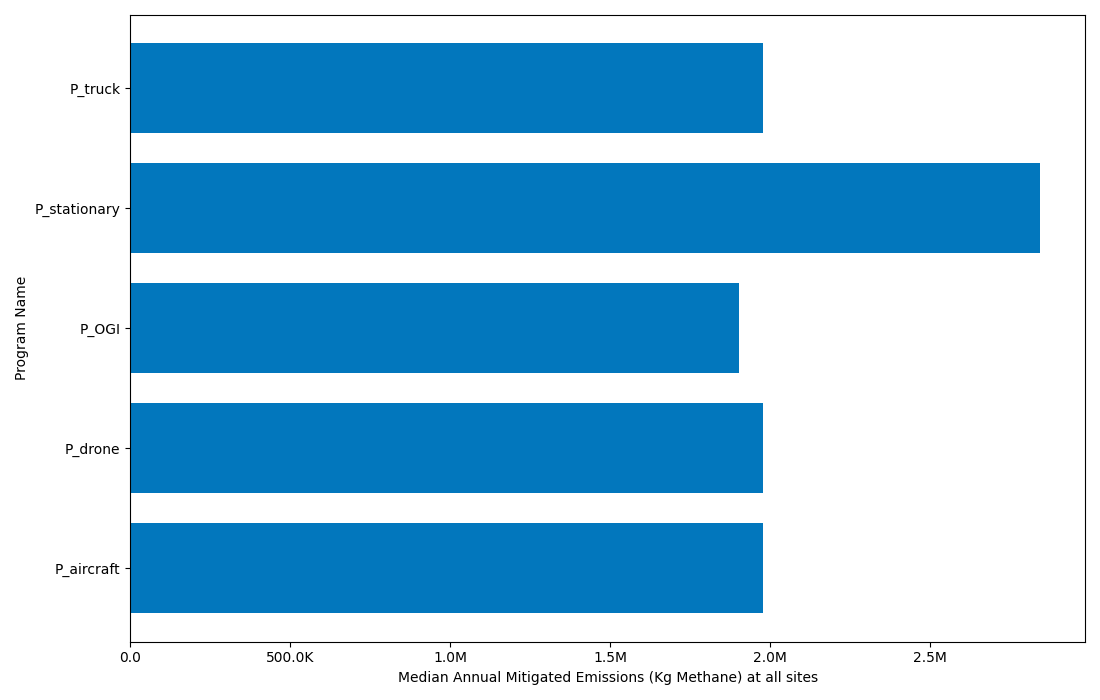 P_truck
P_stationary
P_OGI
P_drone
P_aircraft
Program Name
0.0
500.0K
1.0M
1.5M
2.0M
2.5M
Median Annual Mitigated Emissions (Kg Methane) at all sites